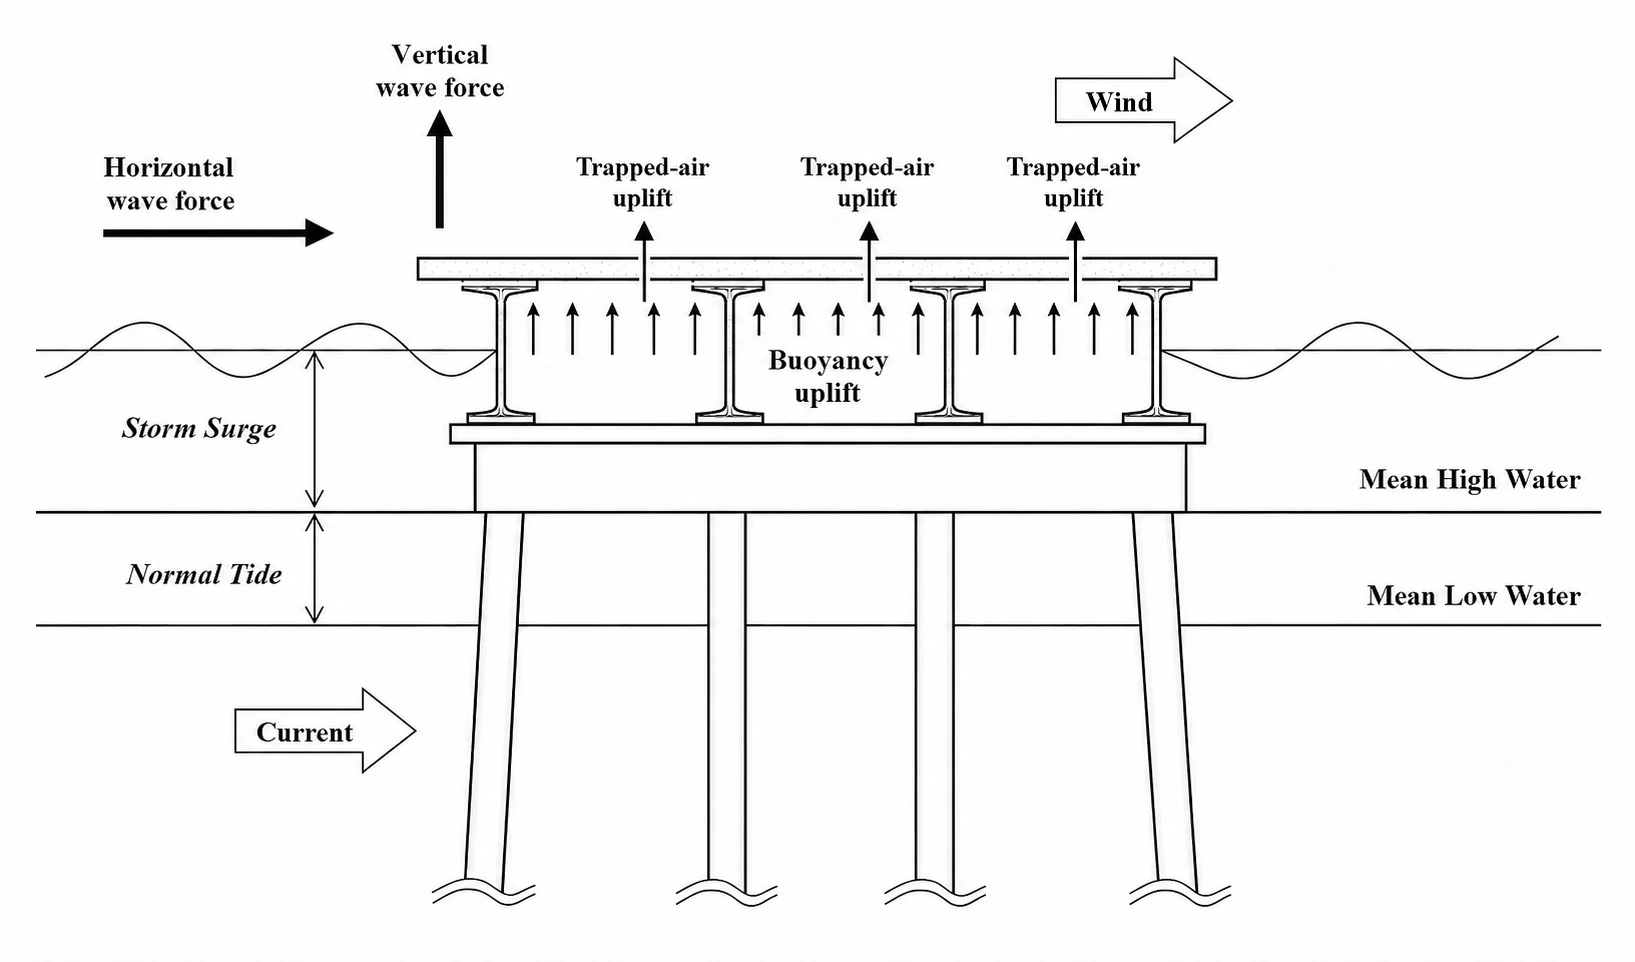 Vertical
wave force
Wind
Horizontal
wave force
Trapped-air
uplift
Trapped-air
uplift
Trapped-air
uplift
Buoyancy
uplift
Storm Surge
Mean High Water
Normal Tide
Mean Low Water
Current